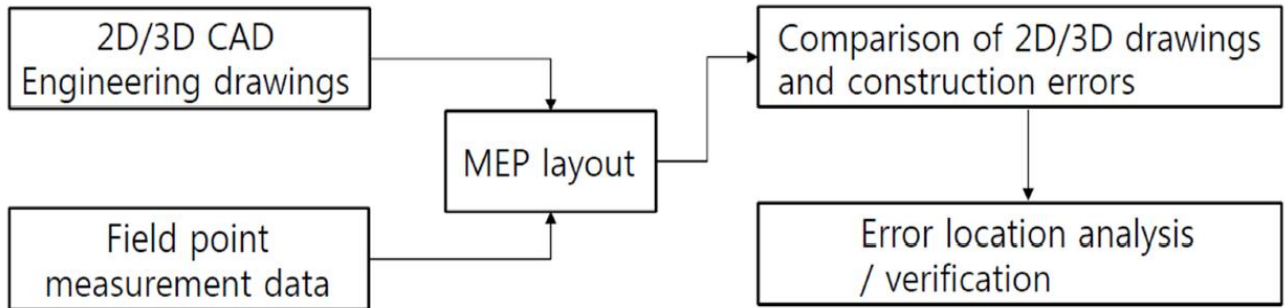 2D/3D CAD
Engineering drawings
Field point
measurement data
MEP layout
Comparison of 2D/3D drawings
and construction errors
Error location analysis
/ verification